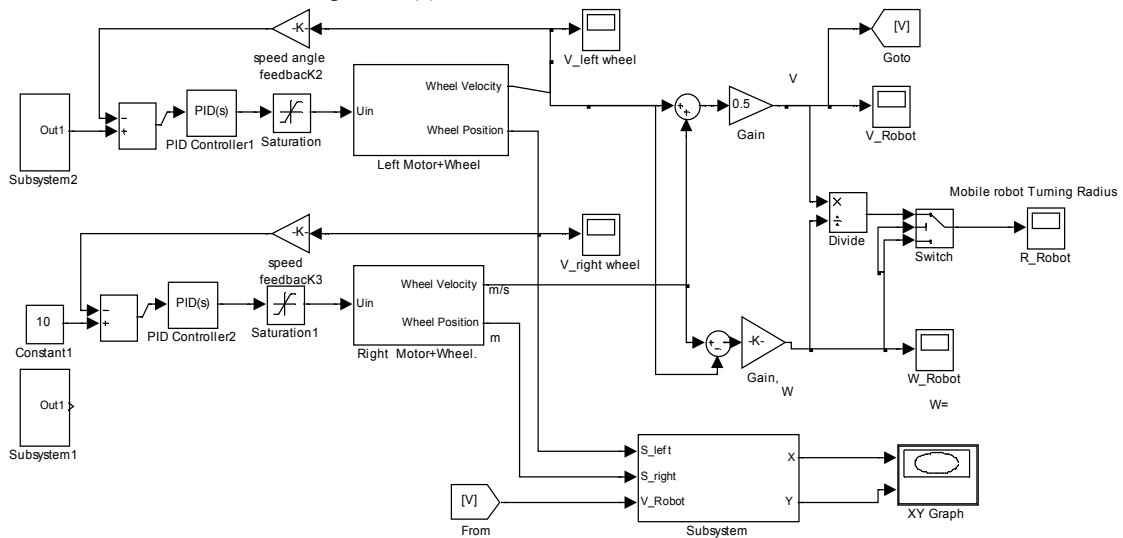 -K-
speed angle
feedbacK2
V_left wheel
[V]
Goto
V
Out1
Subsystem2
−
+
PID(s)
PID Controller1
Saturation
Uin
Wheel Velocity
Wheel Position
Left Motor+Wheel
+
+
0.5
Gain
V_Robot
×
÷
Divide
Switch
Mobile robot Turning Radius
R_Robot
-K-
speed
feedbacK3
V_right wheel
10
Constant1
−
+
PID(s)
PID Controller2
Saturation1
Uin
Wheel Velocity
m/s
Wheel Position
m
Right Motor+Wheel.
+
−
-K-
Gain,
W
W_Robot
W=
Out1
Subsystem1
[V]
From
S_left
S_right
V_Robot
X
Y
Subsystem
XY Graph